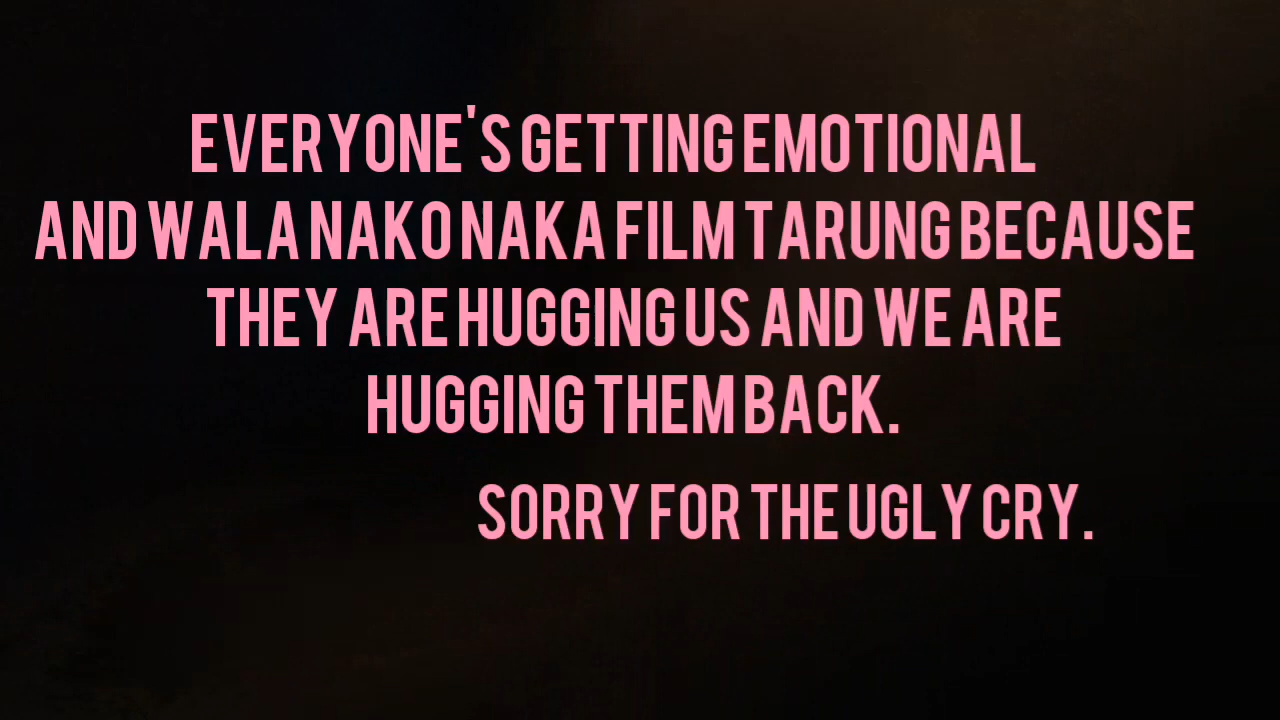 EVERYONE'S GETTING EMOTIONAL
AND WALA NAKO NAKA FILM TARUNG BECAUSE
THEY ARE HUGGING US AND WE ARE
HUGGING THEM BACK.
SORRY FOR THE UGLY CRY.